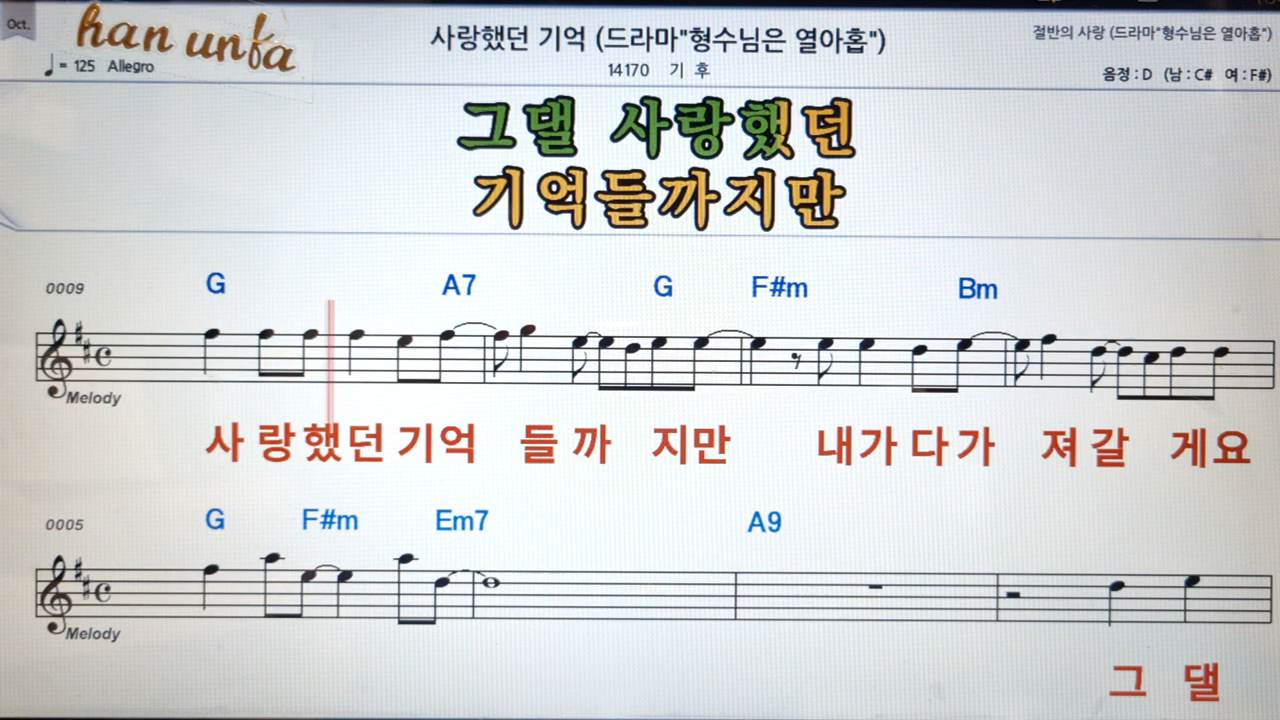 Oct.
han unfa
♩= 125 Allegro
사랑했던 기억 (드라마"형수님은 열아홉")
14170 기 후
절반의 사랑 (드라마"형수님은 열아홉")
음정 : D (남 : C# 여 : F#)
그댈 사랑했던
기억들까지만
0009 G A7 G F#m Bm
Melody
사 랑 했 던 기 억 들 까 지 만 내 가 다 가 져 갈 게 요
0005 G F#m Em7 A9
Melody
그 댈